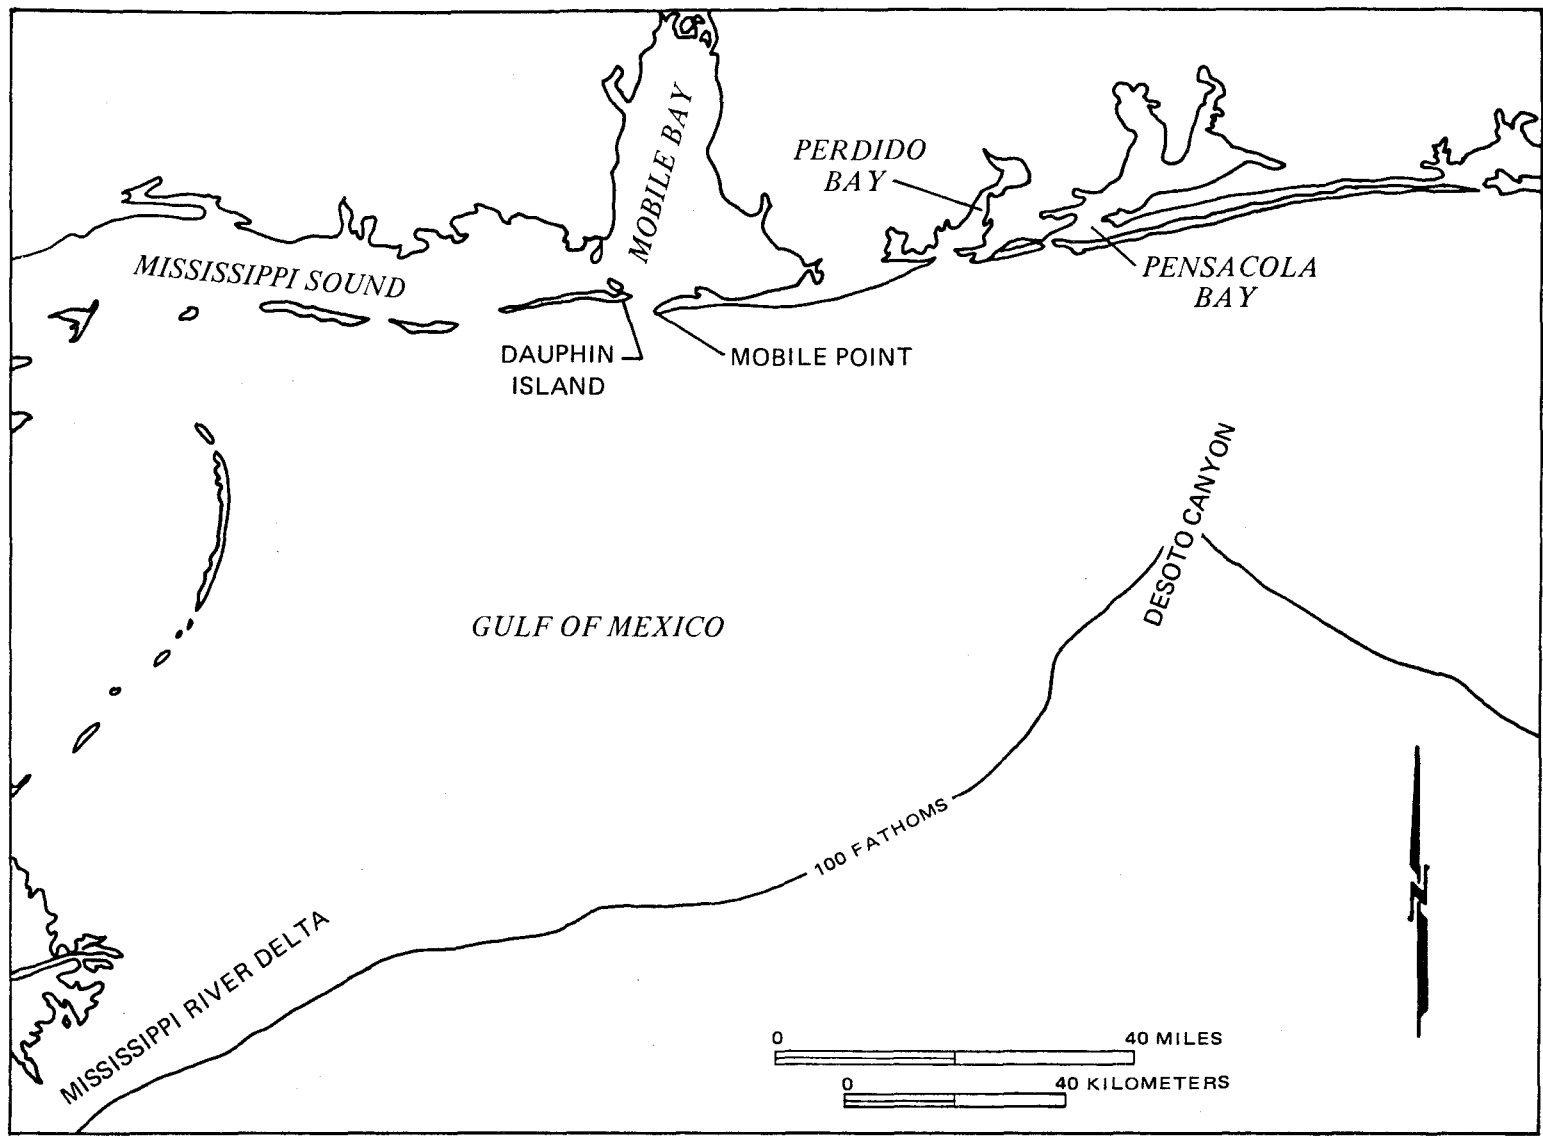 MOBILE BAY
PERDIDO
BAY
MISSISSIPPI SOUND
PENSACOLA
BAY
DAUPHIN
ISLAND
MOBILE POINT
DESOTO CANYON
GULF OF MEXICO
100 FATHOMS
MISSISSIPPI RIVER DELTA
N
0 40 MILES
0 40 KILOMETERS